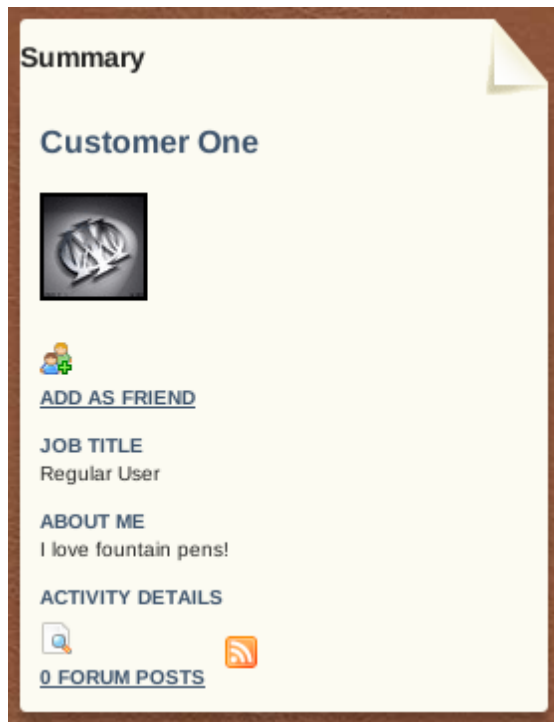 Summary
Customer One
ADD AS FRIEND
JOB TITLE
Regular User
ABOUT ME
I love fountain pens!
ACTIVITY DETAILS
0 FORUM POSTS